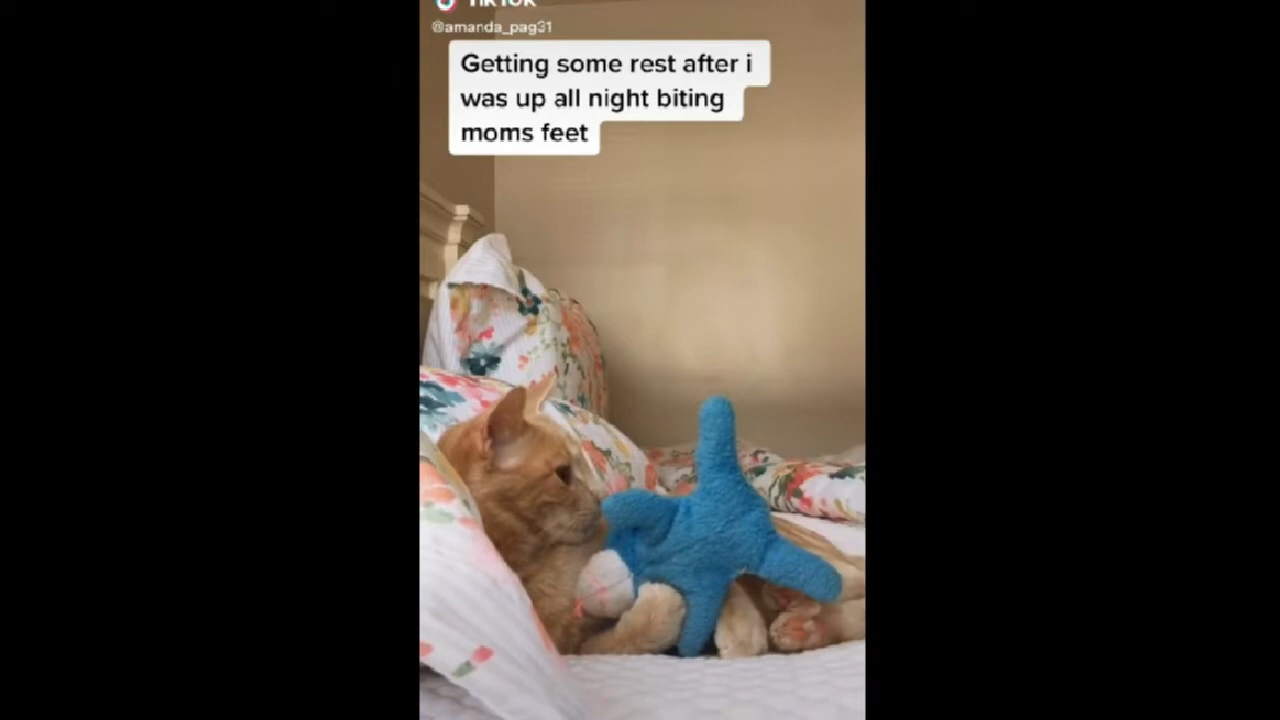 TikTok
@amanda_pag31
Getting some rest after i
was up all night biting
moms feet